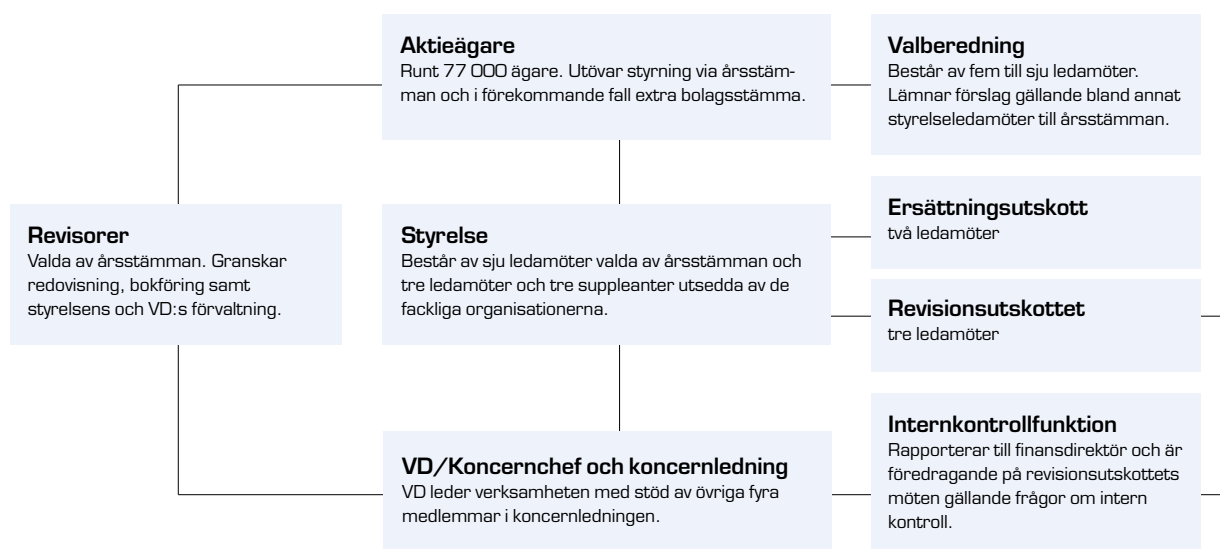 Aktieägare
Runt 77 000 ägare. Utövar styrning via årsstäm-
man och i förekommande fall extra bolagsstämma.
Valberedning
Består av fem till sju ledamöter.
Lämnar förslag gällande bland annat
styrelseledamöter till årsstämman.
Revisorer
Valda av årsstämman. Granskar
redovisning, bokföring samt
styrelsens och VD:s förvaltning.
Styrelse
Består av sju ledamöter valda av årsstämman och
tre ledamöter och tre suppleanter utsedda av de
fackliga organisationerna.
Ersättningsutskott
två ledamöter
Revisionsutskottet
tre ledamöter
VD/Koncernchef och koncernledning
VD leder verksamheten med stöd av övriga fyra
medlemmar i koncernledningen.
Internkontrollfunktion
Rapporterar till finansdirektör och är
föredragande på revisionsutskottets
möten gällande frågor om intern
kontroll.